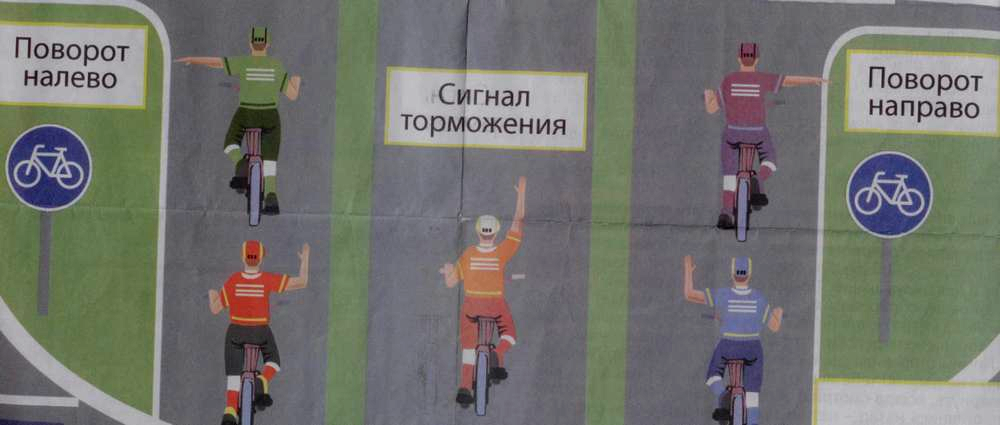 Поворот
налево
Сигнал
торможения
Поворот
направо